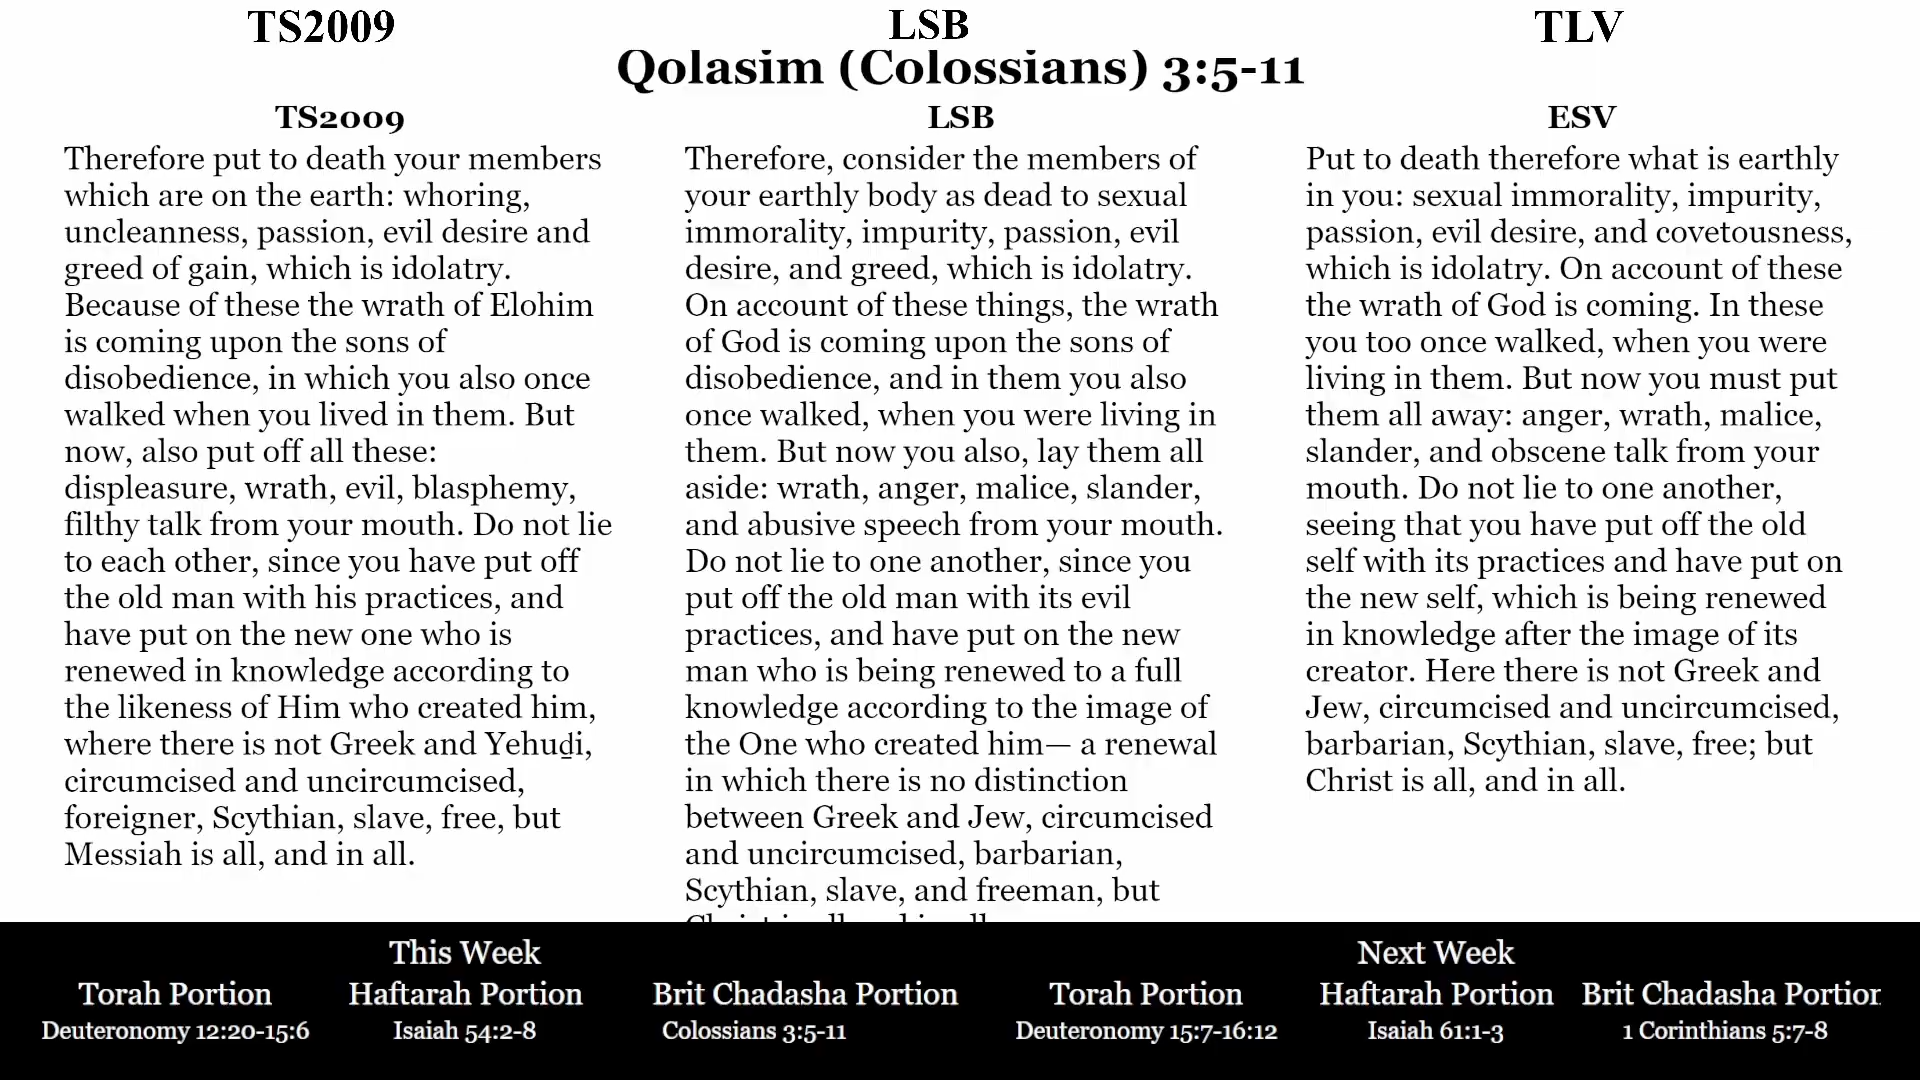 TS2009
LSB
TLV
Qolasim (Colossians) 3:5-11
TS2009
Therefore put to death your members
which are on the earth: whoring,
uncleanness, passion, evil desire and
greed of gain, which is idolatry.
Because of these the wrath of Elohim
is coming upon the sons of
disobedience, in which you also once
walked when you lived in them. But
now, also put off all these:
displeasure, wrath, evil, blasphemy,
filthy talk from your mouth. Do not lie
to each other, since you have put off
the old man with his practices, and
have put on the new one who is
renewed in knowledge according to
the likeness of Him who created him,
where there is not Greek and Yehuḏi,
circumcised and uncircumcised,
foreigner, Scythian, slave, free, but
Messiah is all, and in all.
LSB
Therefore, consider the members of
your earthly body as dead to sexual
immorality, impurity, passion, evil
desire, and greed, which is idolatry.
On account of these things, the wrath
of God is coming upon the sons of
disobedience, and in them you also
once walked, when you were living in
them. But now you also, lay them all
aside: wrath, anger, malice, slander,
and abusive speech from your mouth.
Do not lie to one another, since you
put off the old man with its evil
practices, and have put on the new
man who is being renewed to a full
knowledge according to the image of
the One who created him— a renewal
in which there is no distinction
between Greek and Jew, circumcised
and uncircumcised, barbarian,
Scythian, slave, and freeman, but
ESV
Put to death therefore what is earthly
in you: sexual immorality, impurity,
passion, evil desire, and covetousness,
which is idolatry. On account of these
the wrath of God is coming. In these
you too once walked, when you were
living in them. But now you must put
them all away: anger, wrath, malice,
slander, and obscene talk from your
mouth. Do not lie to one another,
seeing that you have put off the old
self with its practices and have put on
the new self, which is being renewed
in knowledge after the image of its
creator. Here there is not Greek and
Jew, circumcised and uncircumcised,
barbarian, Scythian, slave, free; but
Christ is all, and in all.
This Week
Torah Portion
Deuteronomy 12:20-15:6
Haftarah Portion
Isaiah 54:2-8
Brit Chadasha Portion
Colossians 3:5-11
Next Week
Torah Portion
Deuteronomy 15:7-16:12
Haftarah Portion
Isaiah 61:1-3
Brit Chadasha Portion
1 Corinthians 5:7-8